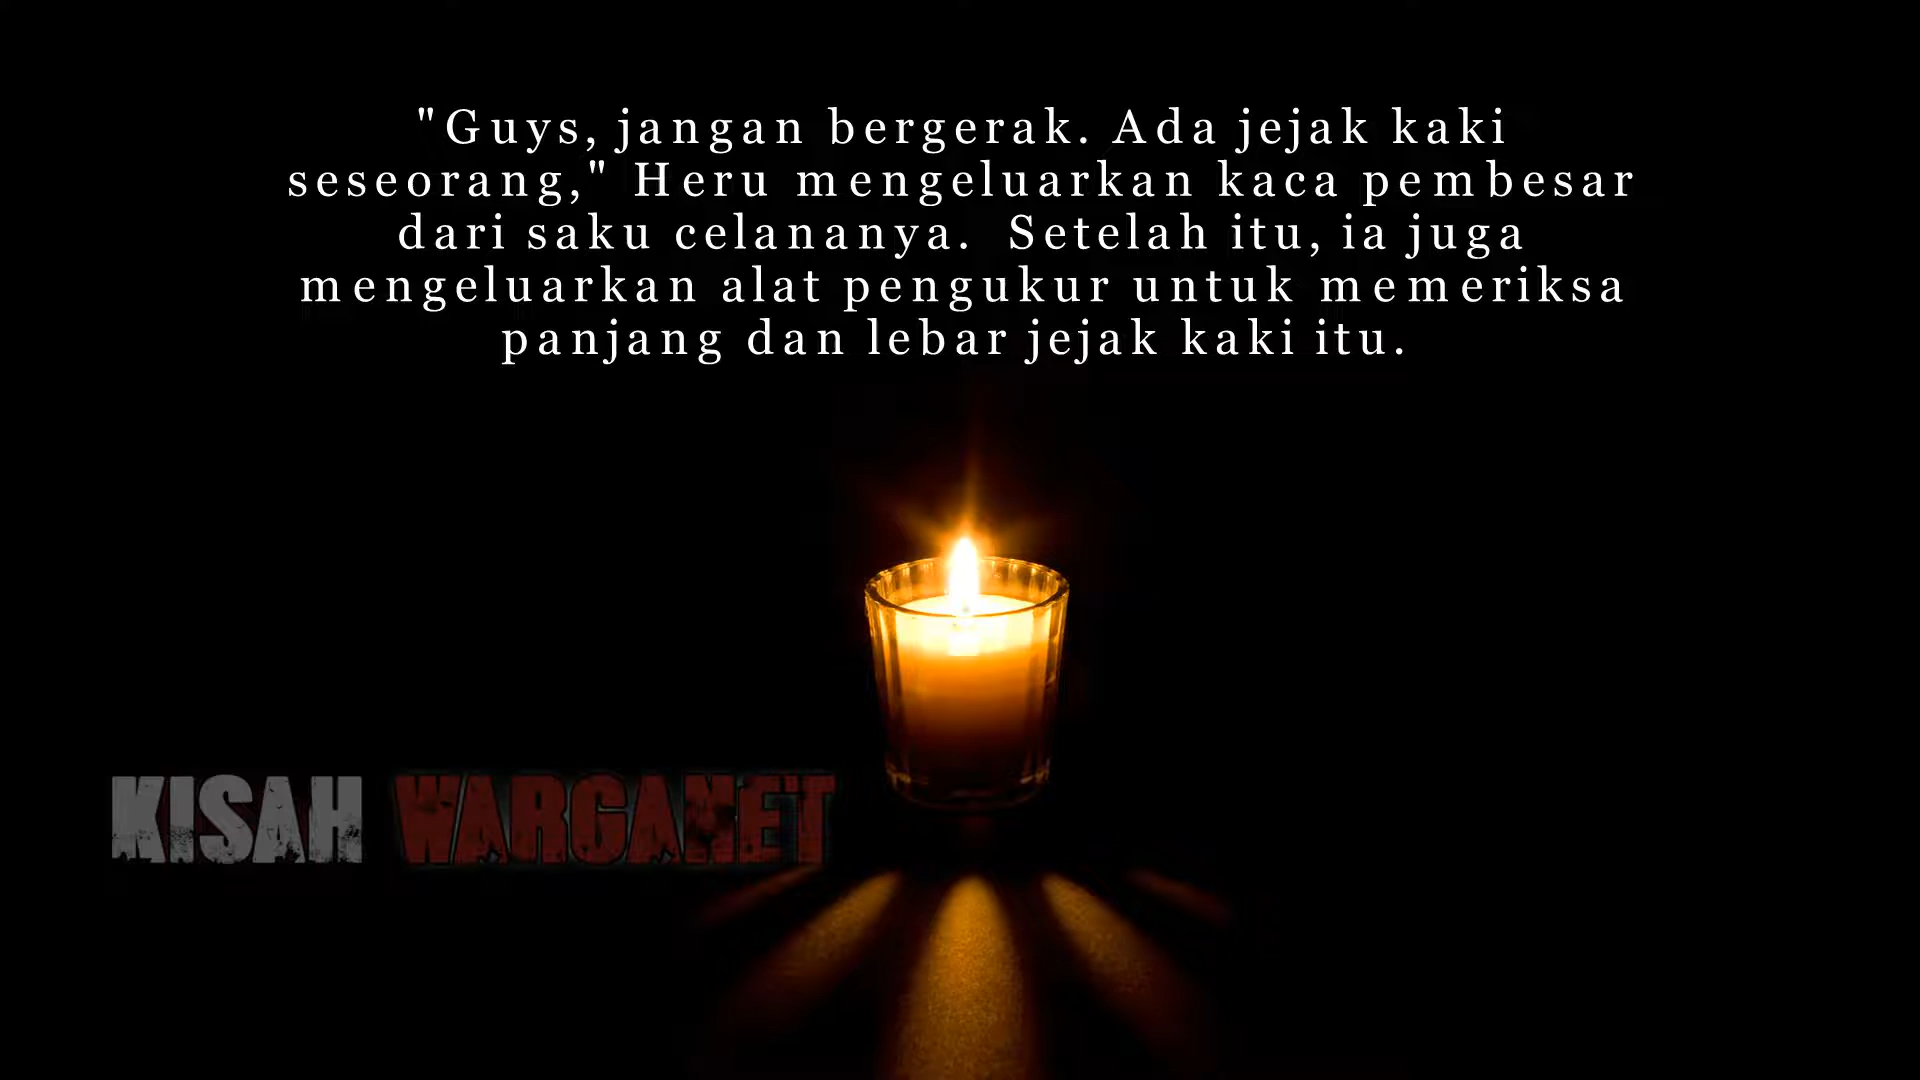 "Guys, jangan bergerak. Ada jejak kaki
seseorang," Heru mengeluarkan kaca pembesar
dari saku celananya.  Setelah itu, ia juga
mengeluarkan alat pengukur untuk memeriksa
panjang dan lebar jejak kaki itu.
KISAH WARGANET